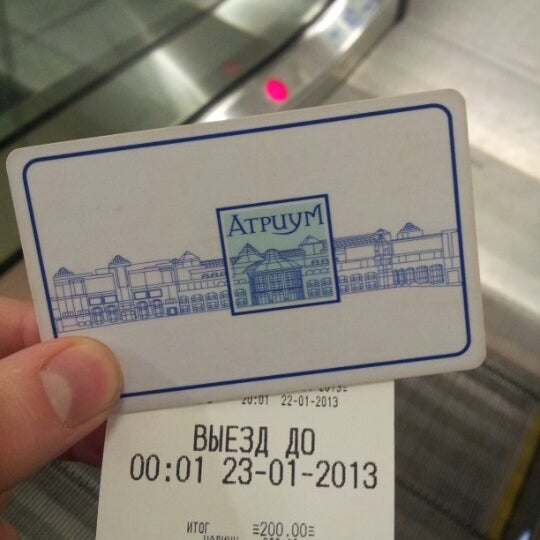 Атриум
20:01 22-01-2013
ВЫЕЗД ДО
00:01 23-01-2013
ИТОГ =200.00=